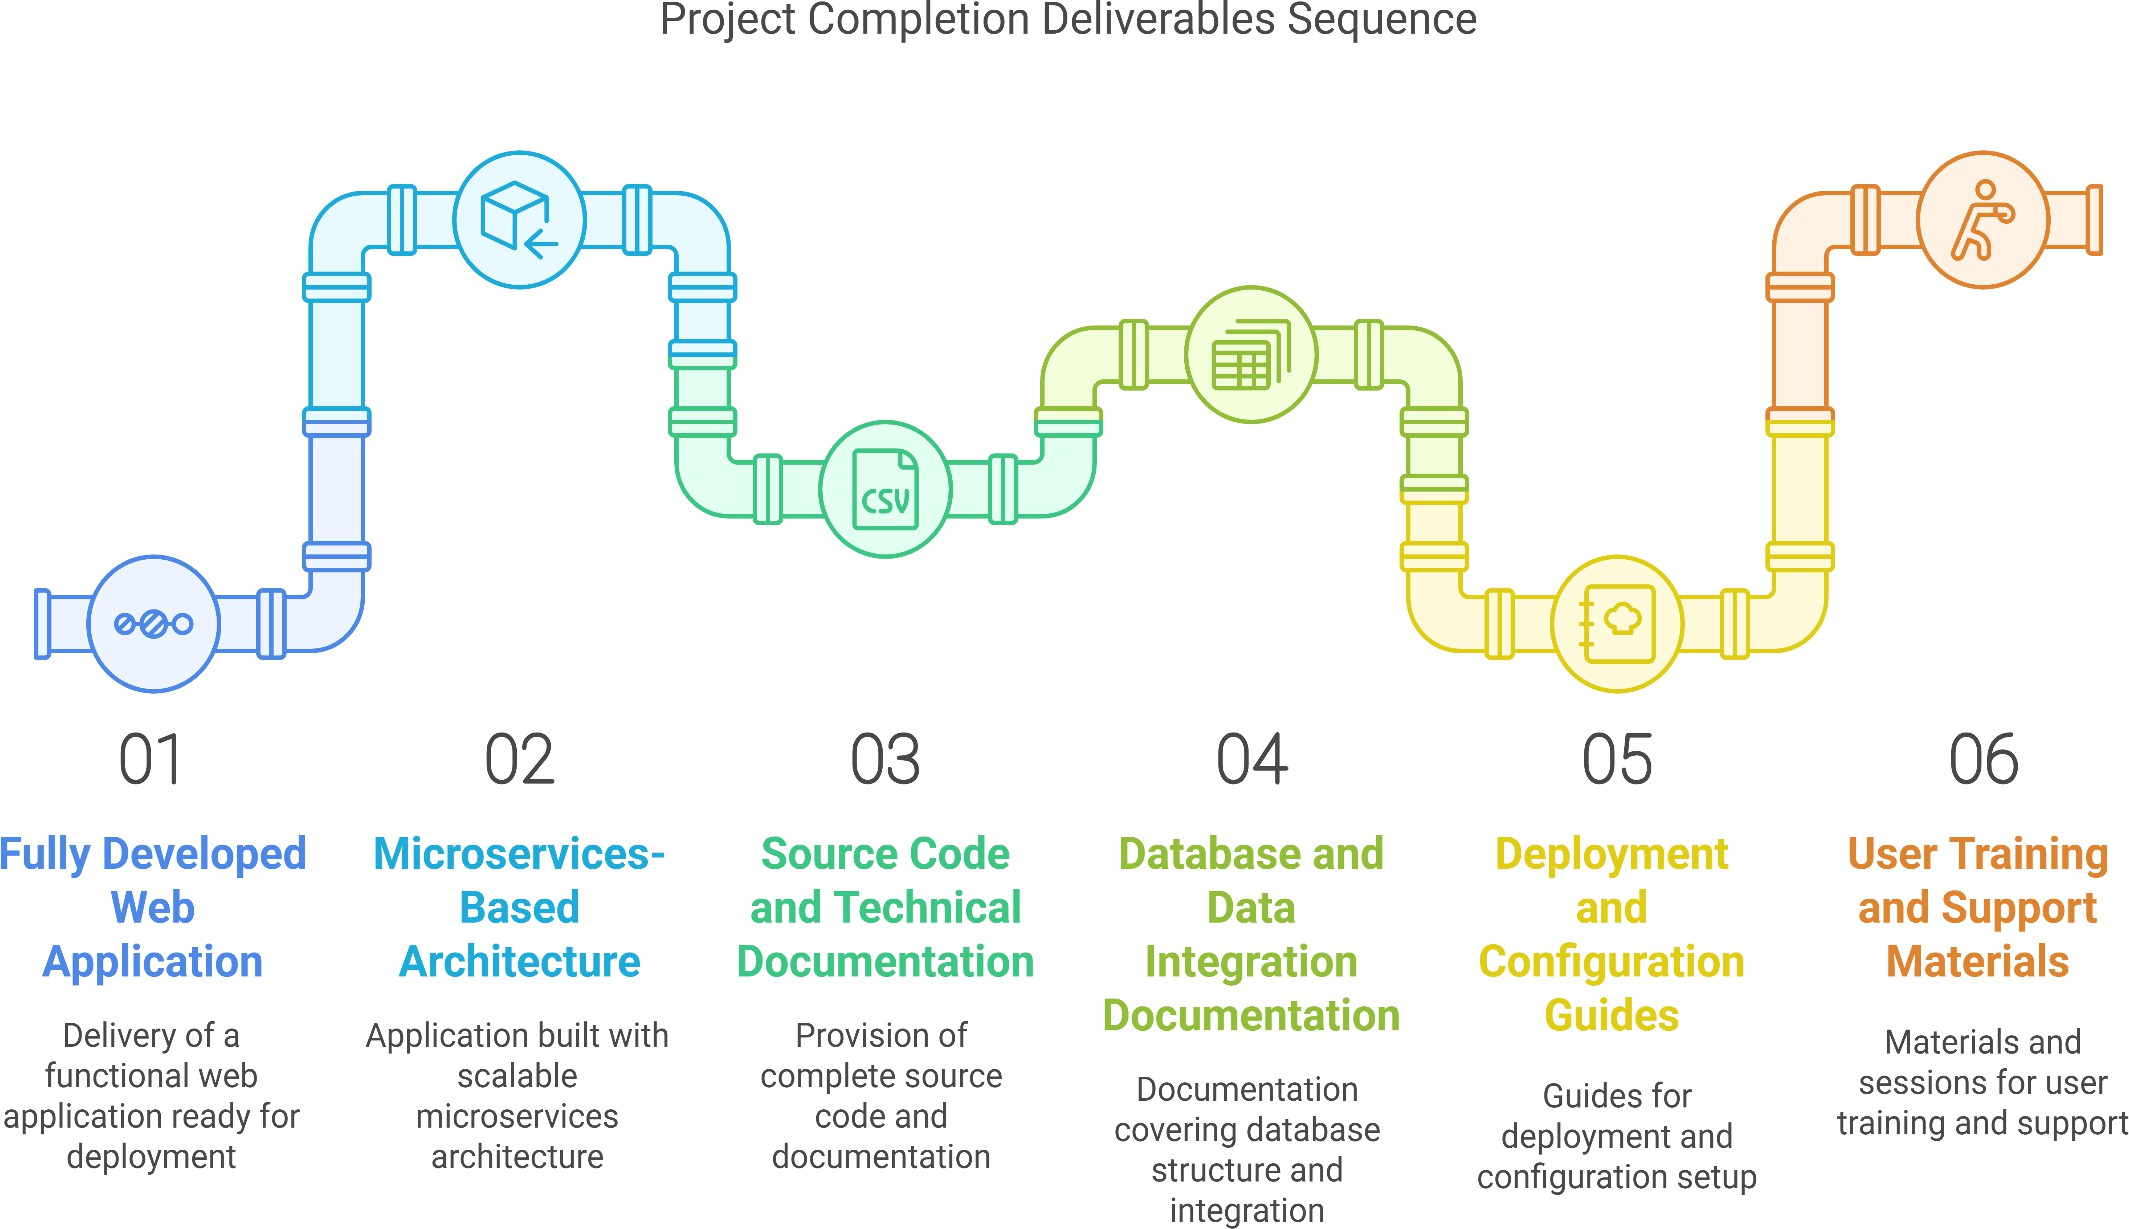 Project Completion Deliverables Sequence
CSV
01
Fully Developed
Web
Application
Delivery of a
functional web
application ready for
deployment
02
Microservices-
Based
Architecture
Application built with
scalable
microservices
architecture
03
Source Code
and Technical
Documentation
Provision of
complete source
code and
documentation
04
Database and
Data
Integration
Documentation
Documentation
covering database
structure and
integration
05
Deployment
and
Configuration
Guides
Guides for
deployment and
configuration setup
06
User Training
and Support
Materials
Materials and
sessions for user
training and support